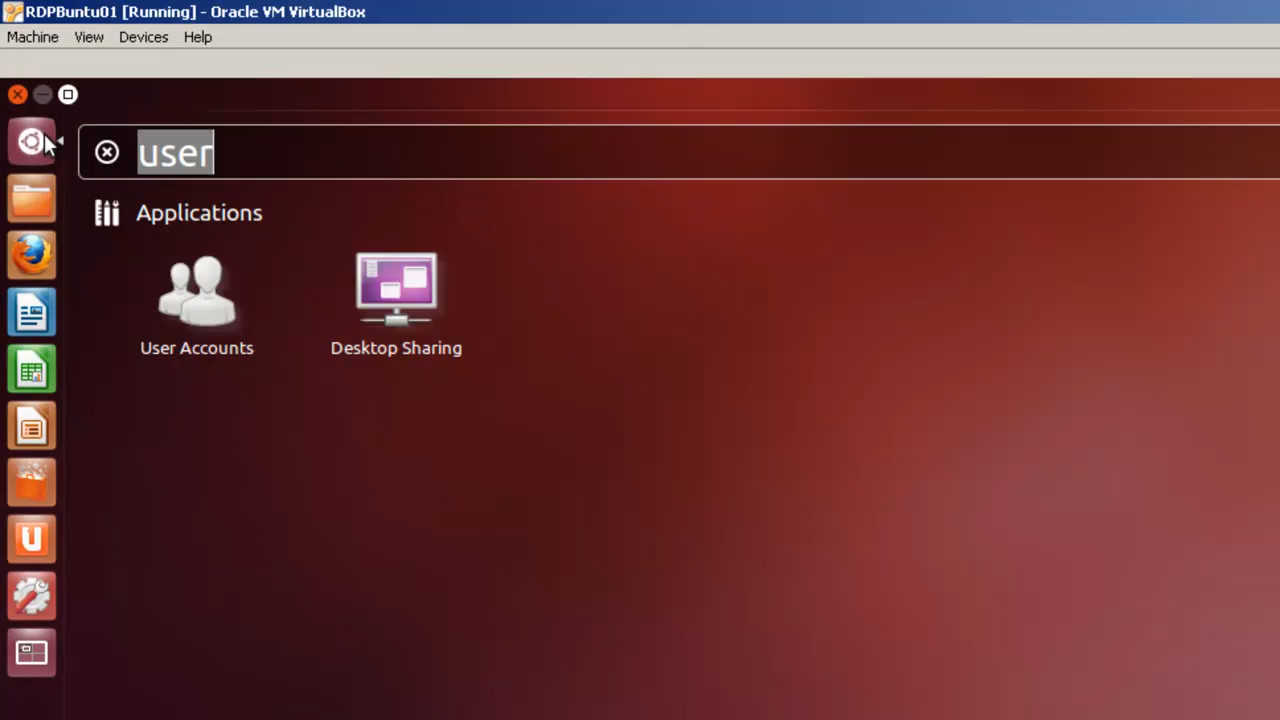 RDPBuntu01 [Running] - Oracle VM VirtualBox
Machine View Devices Help
user
Applications
User Accounts Desktop Sharing